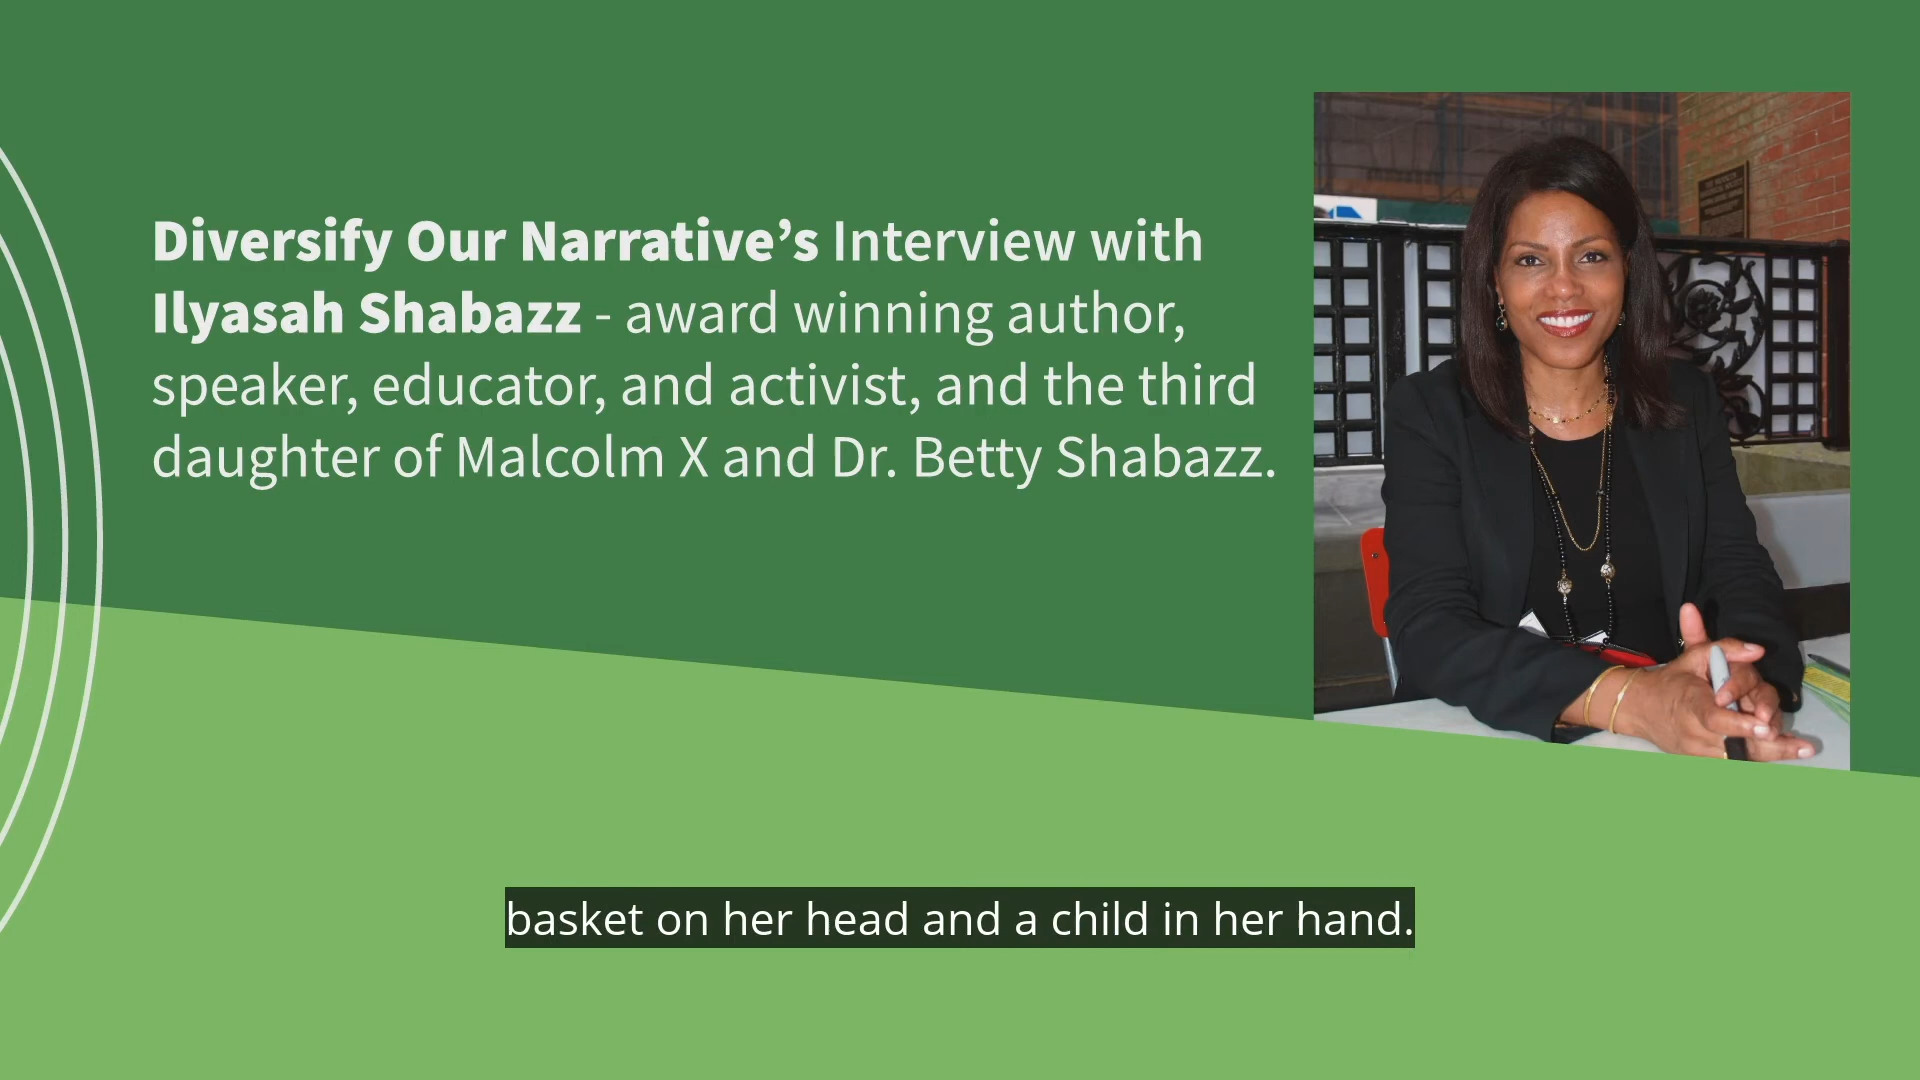 Diversify Our Narrative’s Interview with
Ilyasah Shabazz - award winning author,
speaker, educator, and activist, and the third
daughter of Malcolm X and Dr. Betty Shabazz.
basket on her head and a child in her hand.